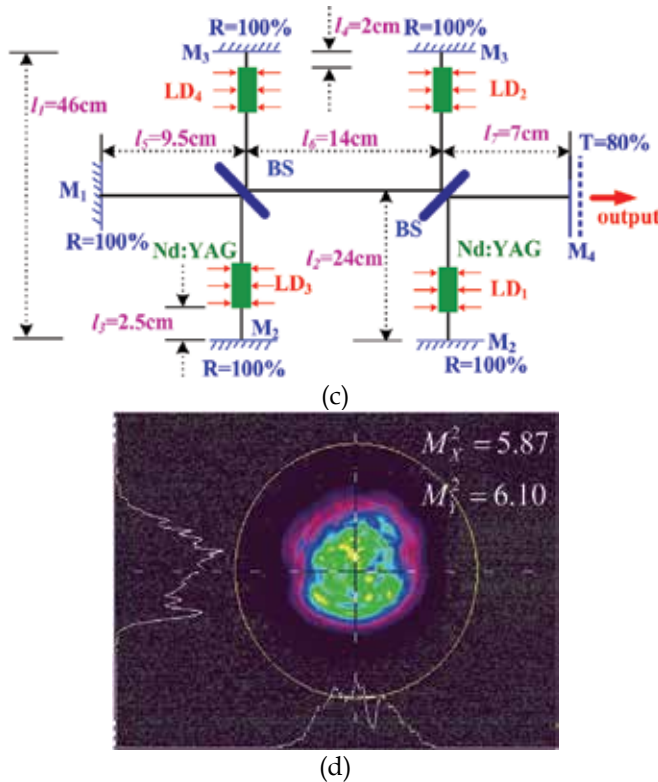 R=100%
l₄=2cm
R=100%
M₃
M₃
LD₄
LD₂
l₁=46cm
l₅=9.5cm
l₆=14cm
l₇=7cm
T=80%
BS
M₁
output
R=100%
BS
M₄
Nd:YAG
l₂=24cm
Nd:YAG
LD₃
LD₁
l₃=2.5cm
M₂
M₂
R=100%
R=100%
(c)
M²_X = 5.87
M²_Y = 6.10
(d)